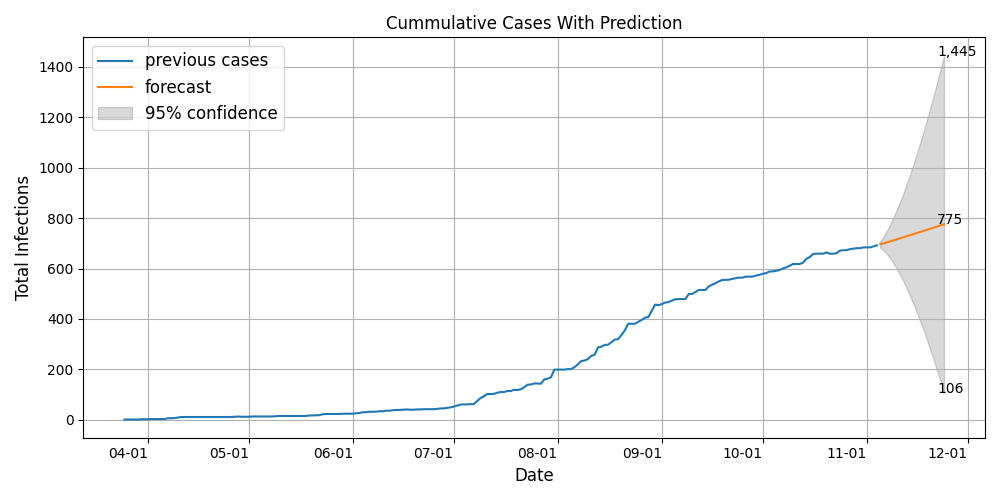 Cummulative Cases With Prediction
previous cases
forecast
95% confidence
1,445
775
106
Total Infections
1400
1200
1000
800
600
400
200
0
04-01 05-01 06-01 07-01 08-01 09-01 10-01 11-01 12-01
Date